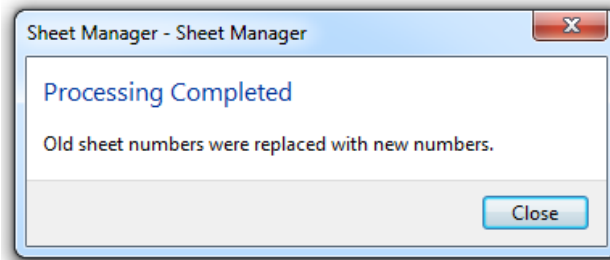 Sheet Manager - Sheet Manager
Processing Completed
Old sheet numbers were replaced with new numbers.
Close